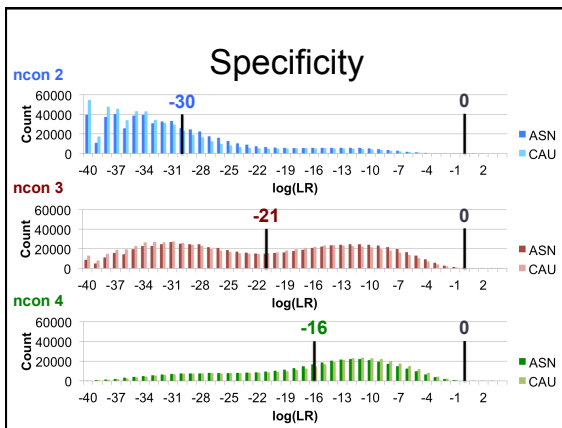 Specificity
ncon 2
-30 0
60000
40000
20000
0
Count
ASN
CAU
-40 -37 -34 -31 -28 -25 -22 -19 -16 -13 -10 -7 -4 -1 2
log(LR)
ncon 3
-21 0
60000
40000
20000
0
Count
ASN
CAU
-40 -37 -34 -31 -28 -25 -22 -19 -16 -13 -10 -7 -4 -1 2
log(LR)
ncon 4
-16 0
60000
40000
20000
0
Count
ASN
CAU
-40 -37 -34 -31 -28 -25 -22 -19 -16 -13 -10 -7 -4 -1 2
log(LR)